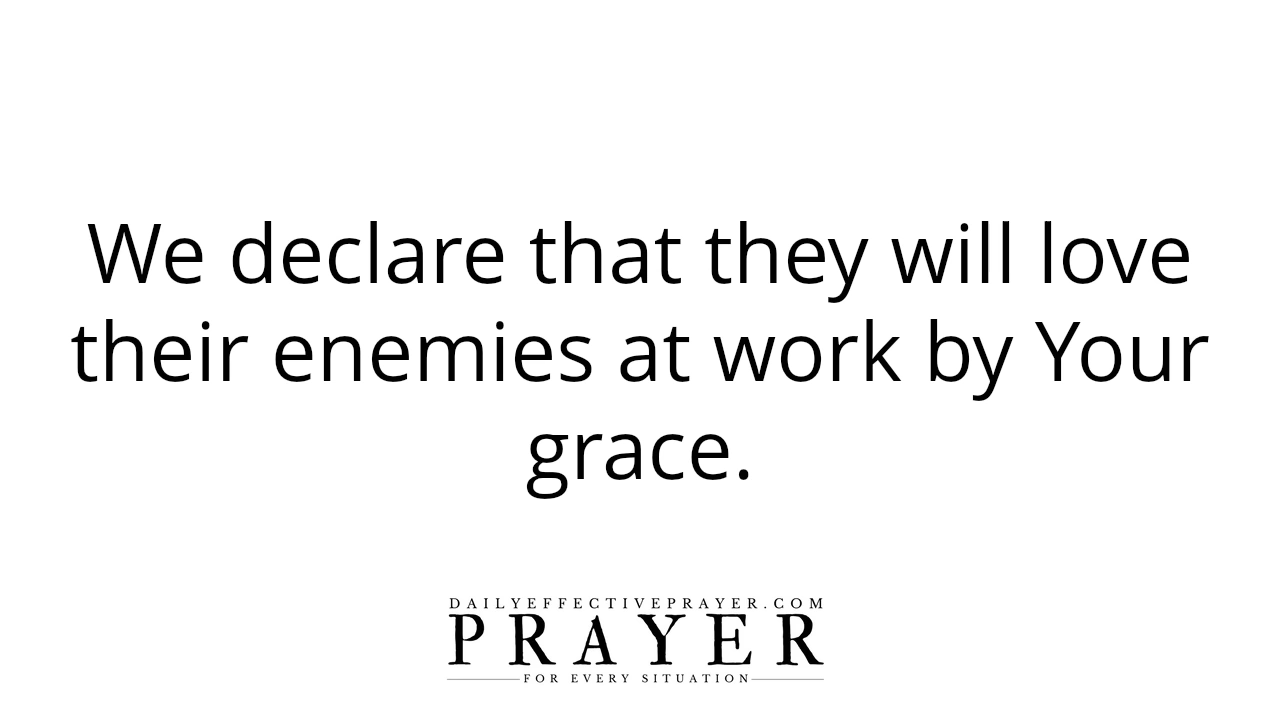 We declare that they will love
their enemies at work by Your
grace.
DAILYEFFECTIVEPRAYER.COM
PRAYER
FOR EVERY SITUATION